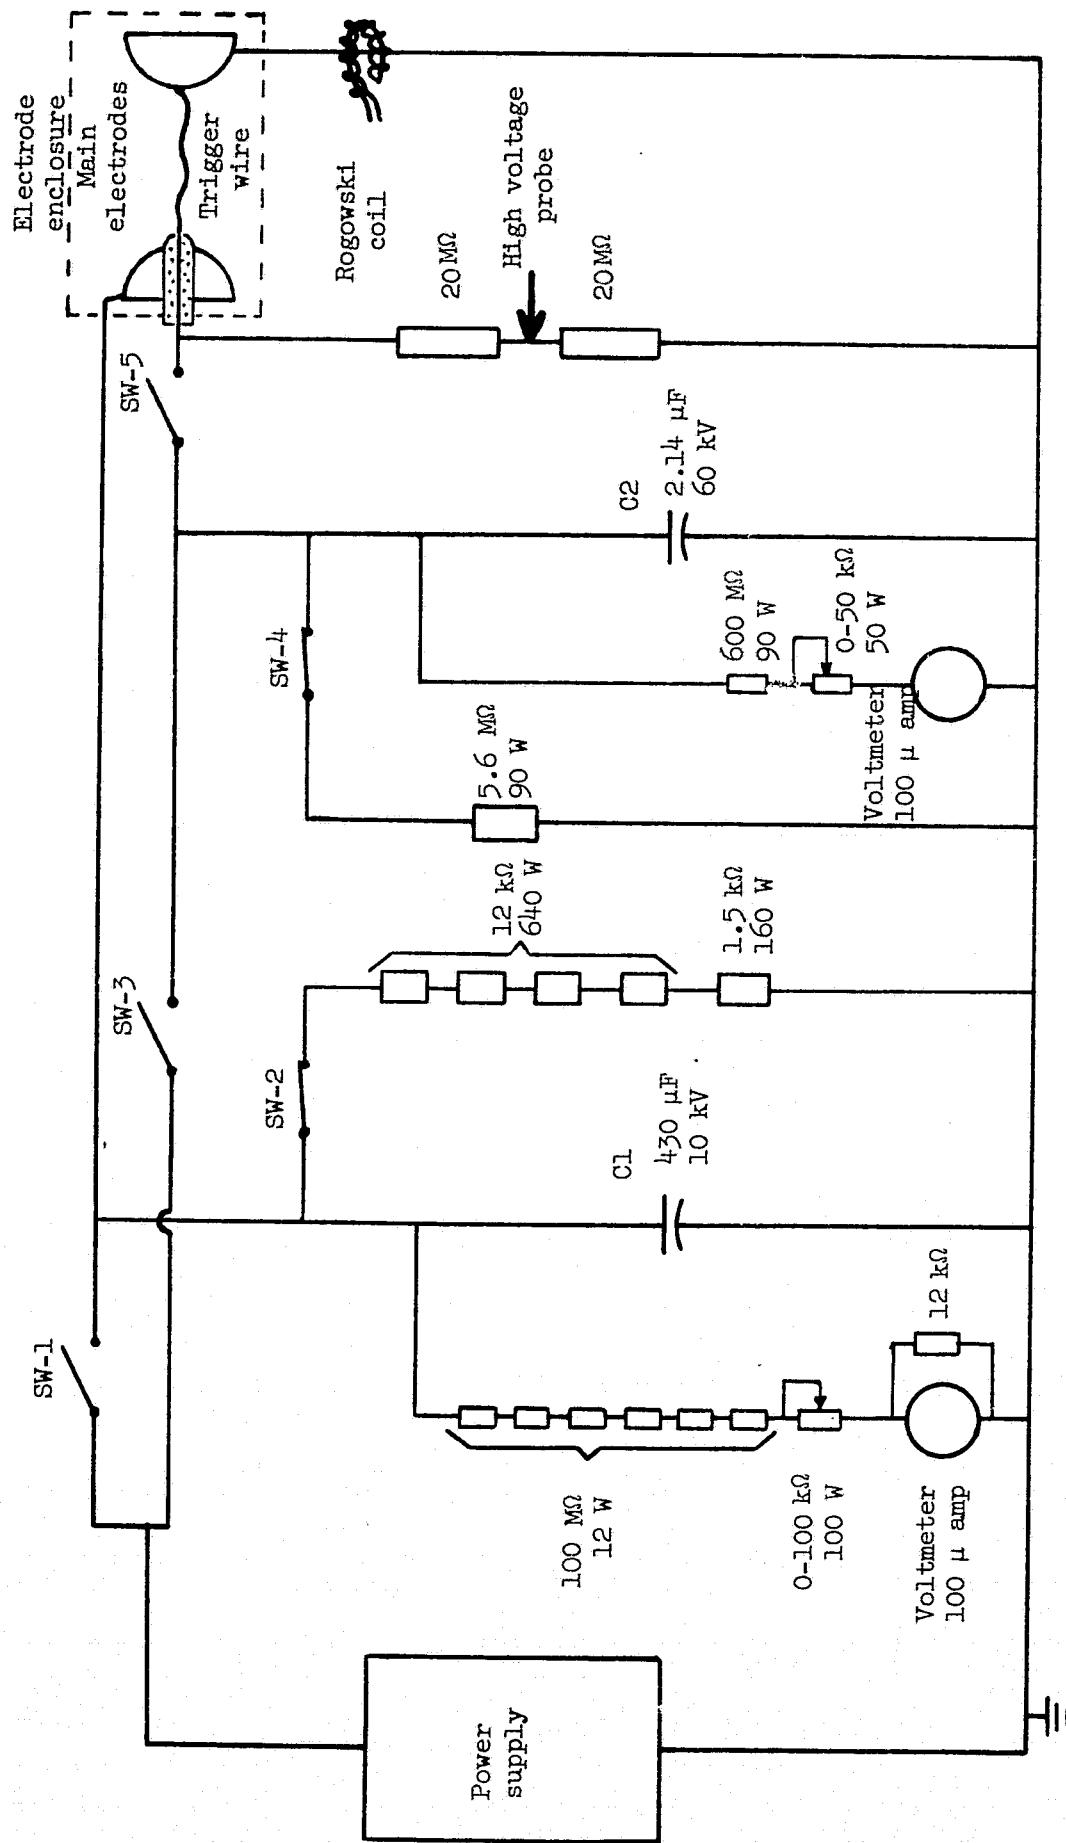 Power
supply
SW-1
100 MΩ
12 W
0-100 kΩ
100 W
Voltmeter
100 μ amp
12 kΩ
C1
430 μF
10 kV
SW-2
SW-3
12 kΩ
640 W
1.5 kΩ
160 W
5.6 MΩ
90 W
SW-4
600 MΩ
90 W
0-50 kΩ
50 W
Voltmeter
100 μ amp
C2
2.14 μF
60 kV
SW-5
20 MΩ
High voltage
probe
20 MΩ
Rogowski
coil
Electrode
enclosure
Main
electrodes
Trigger
wire